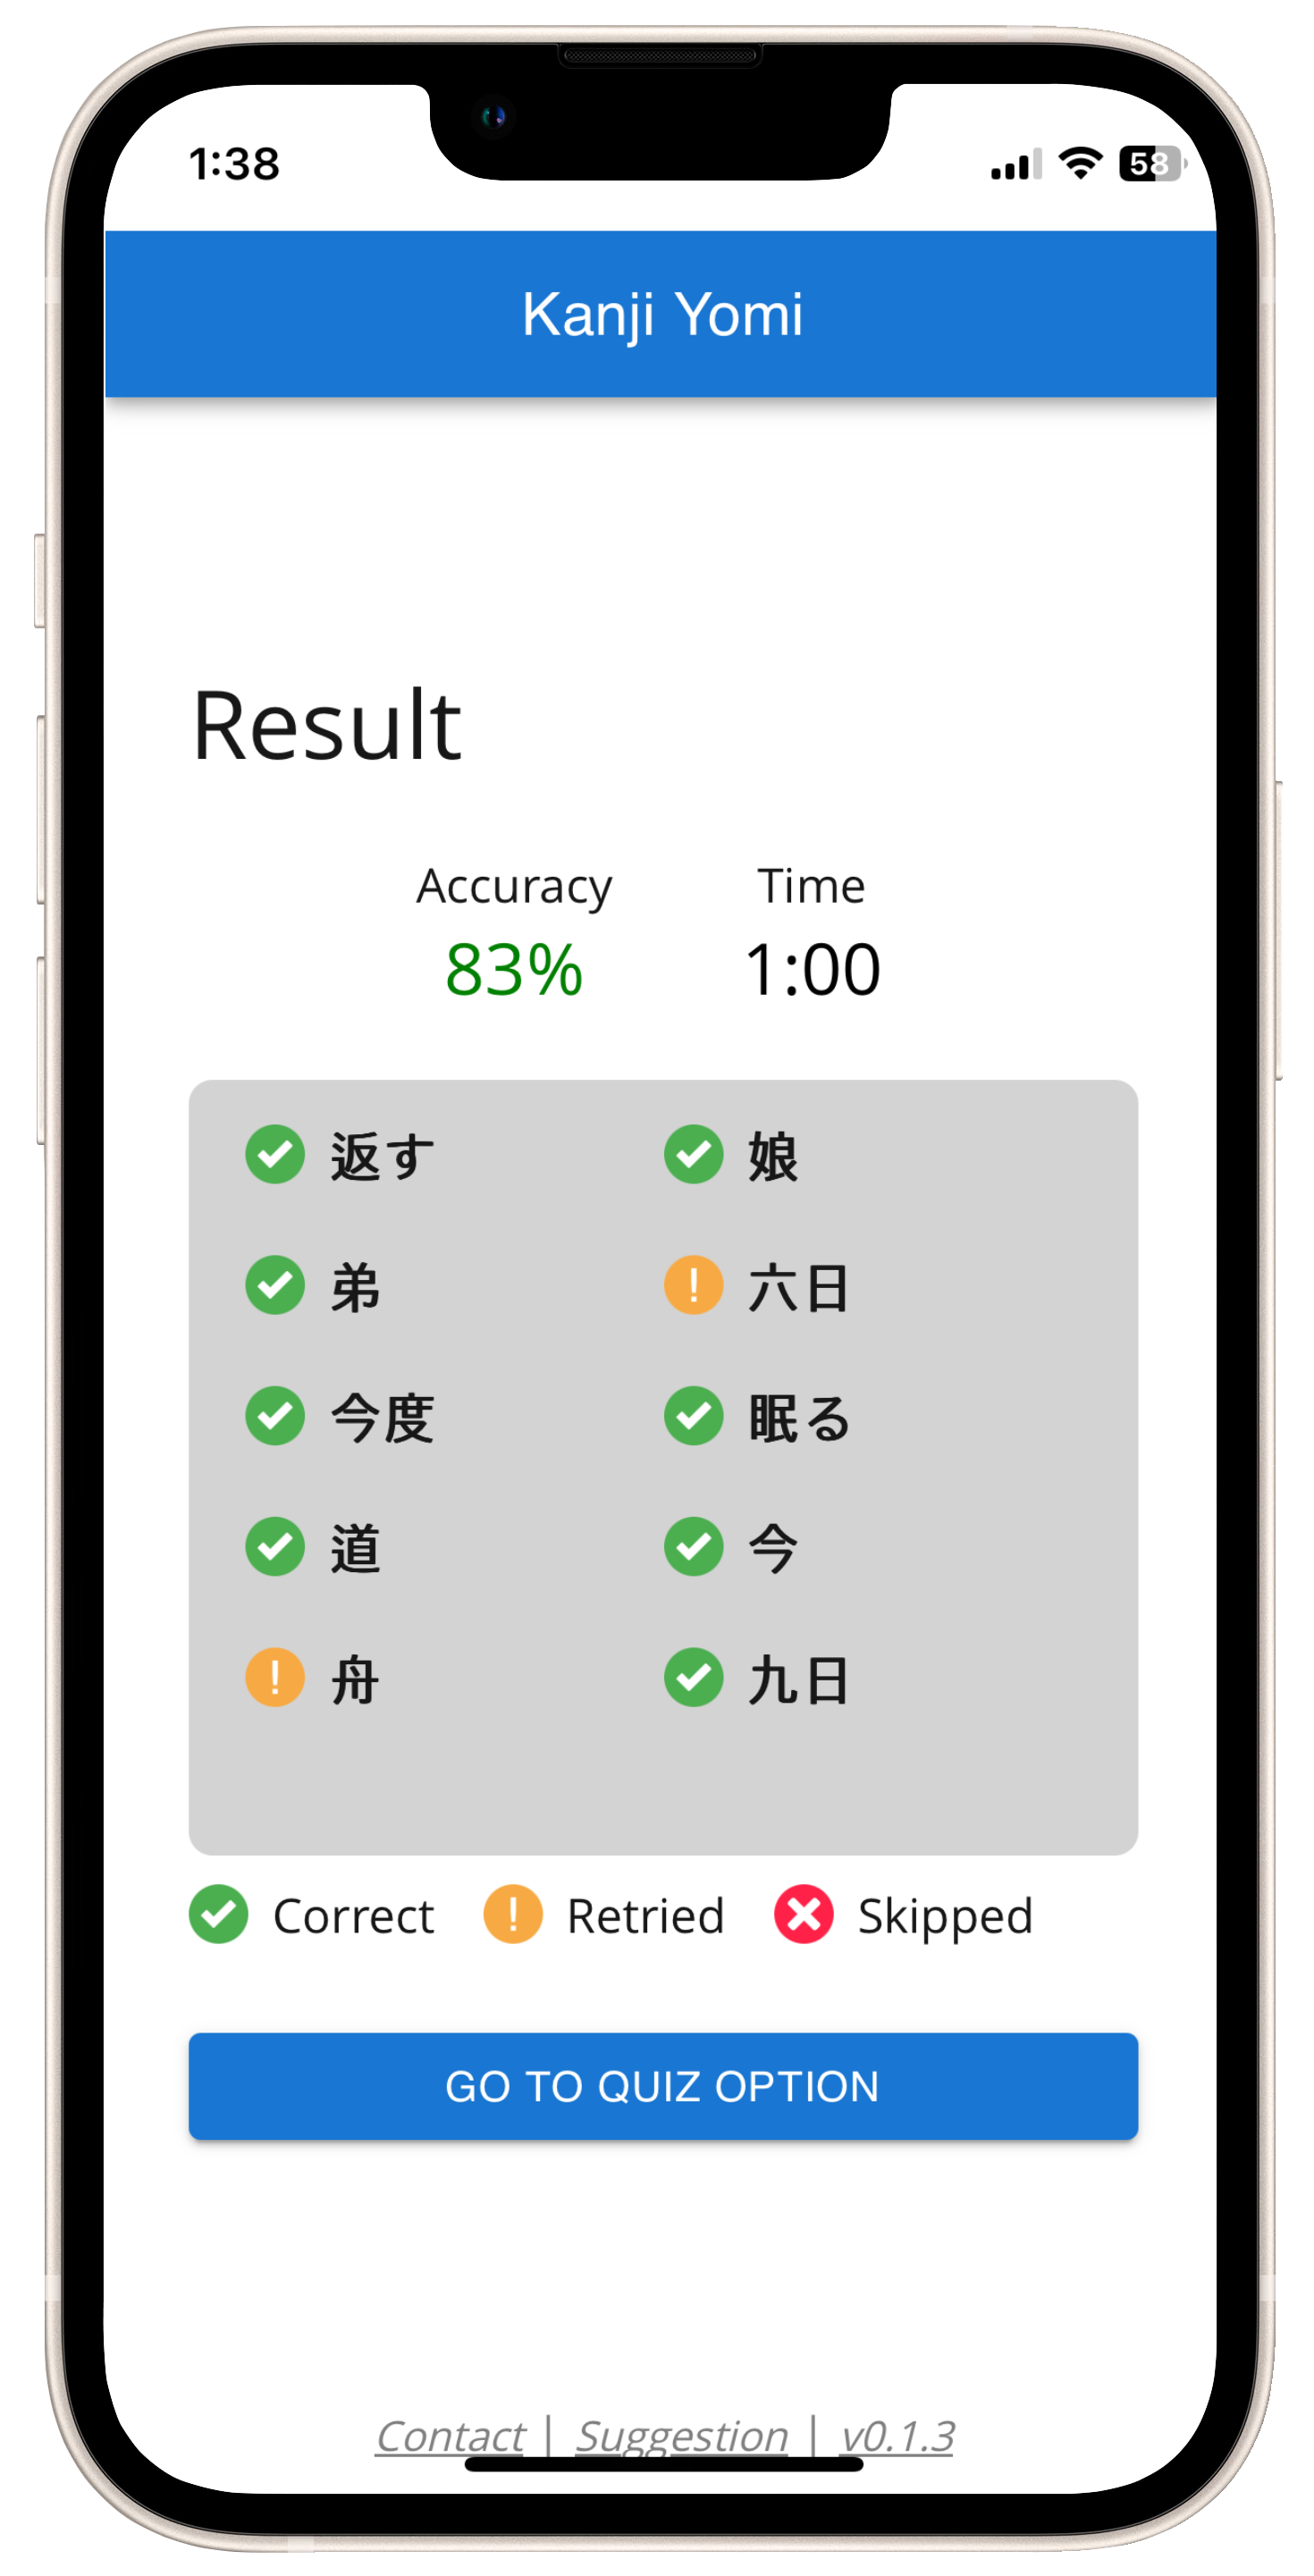 1:38 58
Kanji Yomi
Result
Accuracy Time
83% 1:00
返す 娘
弟 六日
今度 眠る
道 今
舟 九日
Correct Retried Skipped
GO TO QUIZ OPTION
Contact | Suggestion | v0.1.3